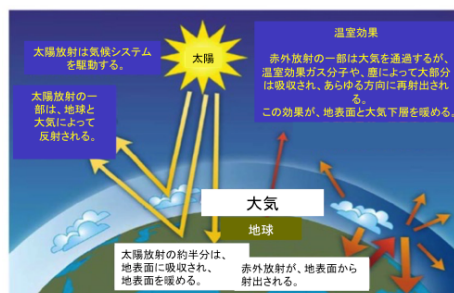 太陽放射は気候システム
を駆動する。
太陽
温室効果
赤外放射の一部は大気を通過するが、
温室効果ガス分子や、塵によって大部分
は吸収され、あらゆる方向に再射出され
る。
この効果が、地表面と大気下層を暖める。
太陽放射の一
部は、地球と
大気によって
反射される。
大気
地球
太陽放射の約半分は、
地表面に吸収され、
地表面を暖める。
赤外放射が、地表面から
射出される。